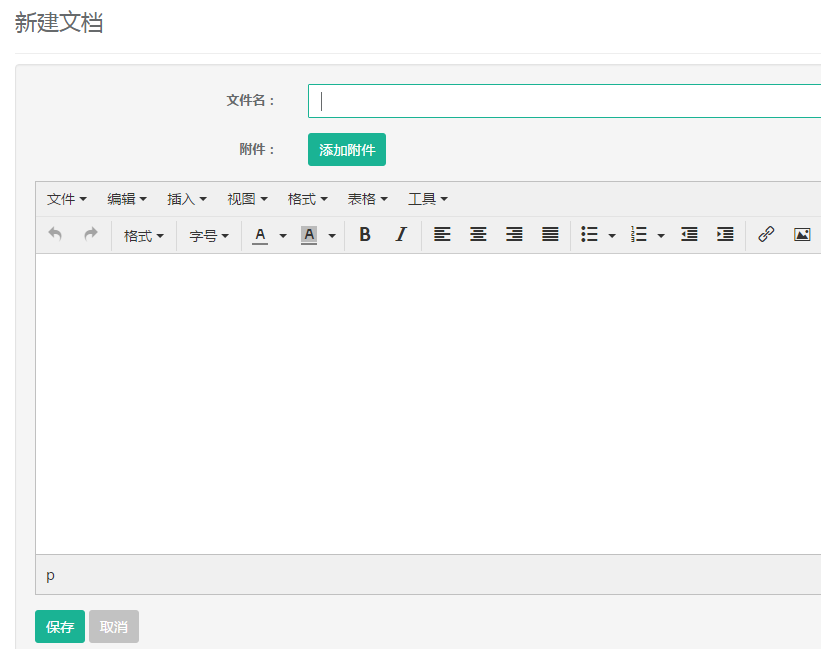 新建文档
文件名：
附件： 添加附件
文件 编辑 插入 视图 格式 表格 工具
格式 字号 A A B I
p
保存 取消